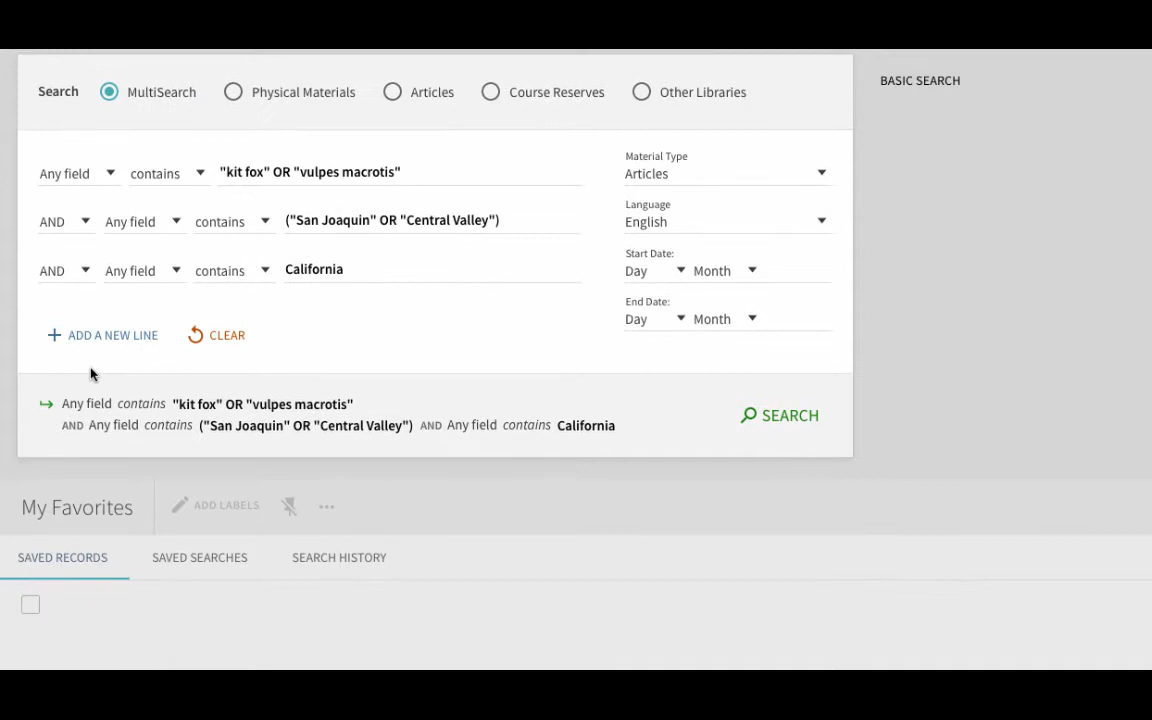 Search MultiSearch Physical Materials Articles Course Reserves Other Libraries
BASIC SEARCH
Any field contains "kit fox" OR "vulpes macrotis"
AND Any field contains ("San Joaquin" OR "Central Valley")
AND Any field contains California
Material Type
Articles
Language
English
Start Date:
Day Month
End Date:
Day Month
ADD A NEW LINE CLEAR
Any field contains "kit fox" OR "vulpes macrotis"
AND Any field contains ("San Joaquin" OR "Central Valley") AND Any field contains California
SEARCH
My Favorites ADD LABELS
SAVED RECORDS SAVED SEARCHES SEARCH HISTORY